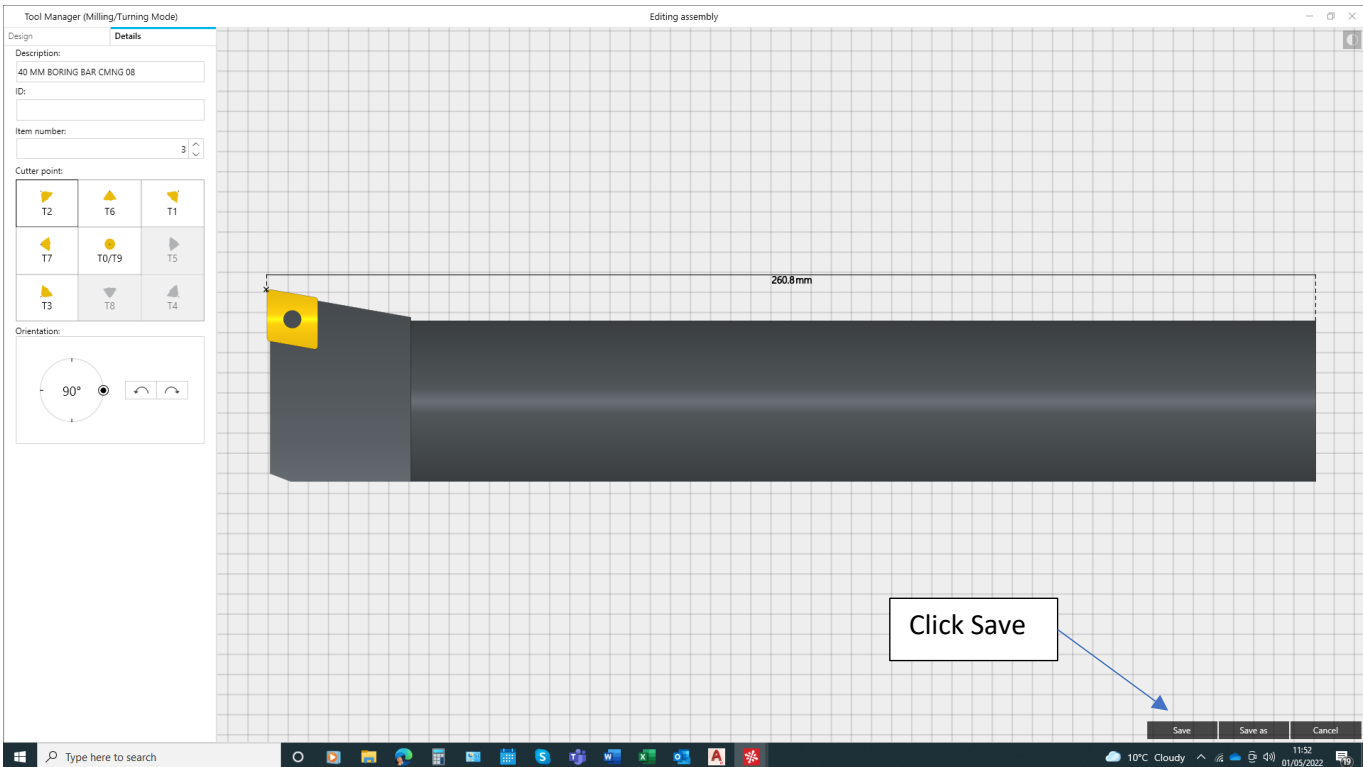 Tool Manager (Milling/Turning Mode)
Editing assembly
Design
Details
Description:
40 MM BORING BAR CMNG 08
ID:
Item number:
3
Cutter point:
T2
T6
T1
T7
T0/T9
T5
T3
T8
T4
Orientation:
90°
260.8mm
Click Save
Save
Save as
Cancel
Type here to search
10°C Cloudy
11:52
01/05/2022
19